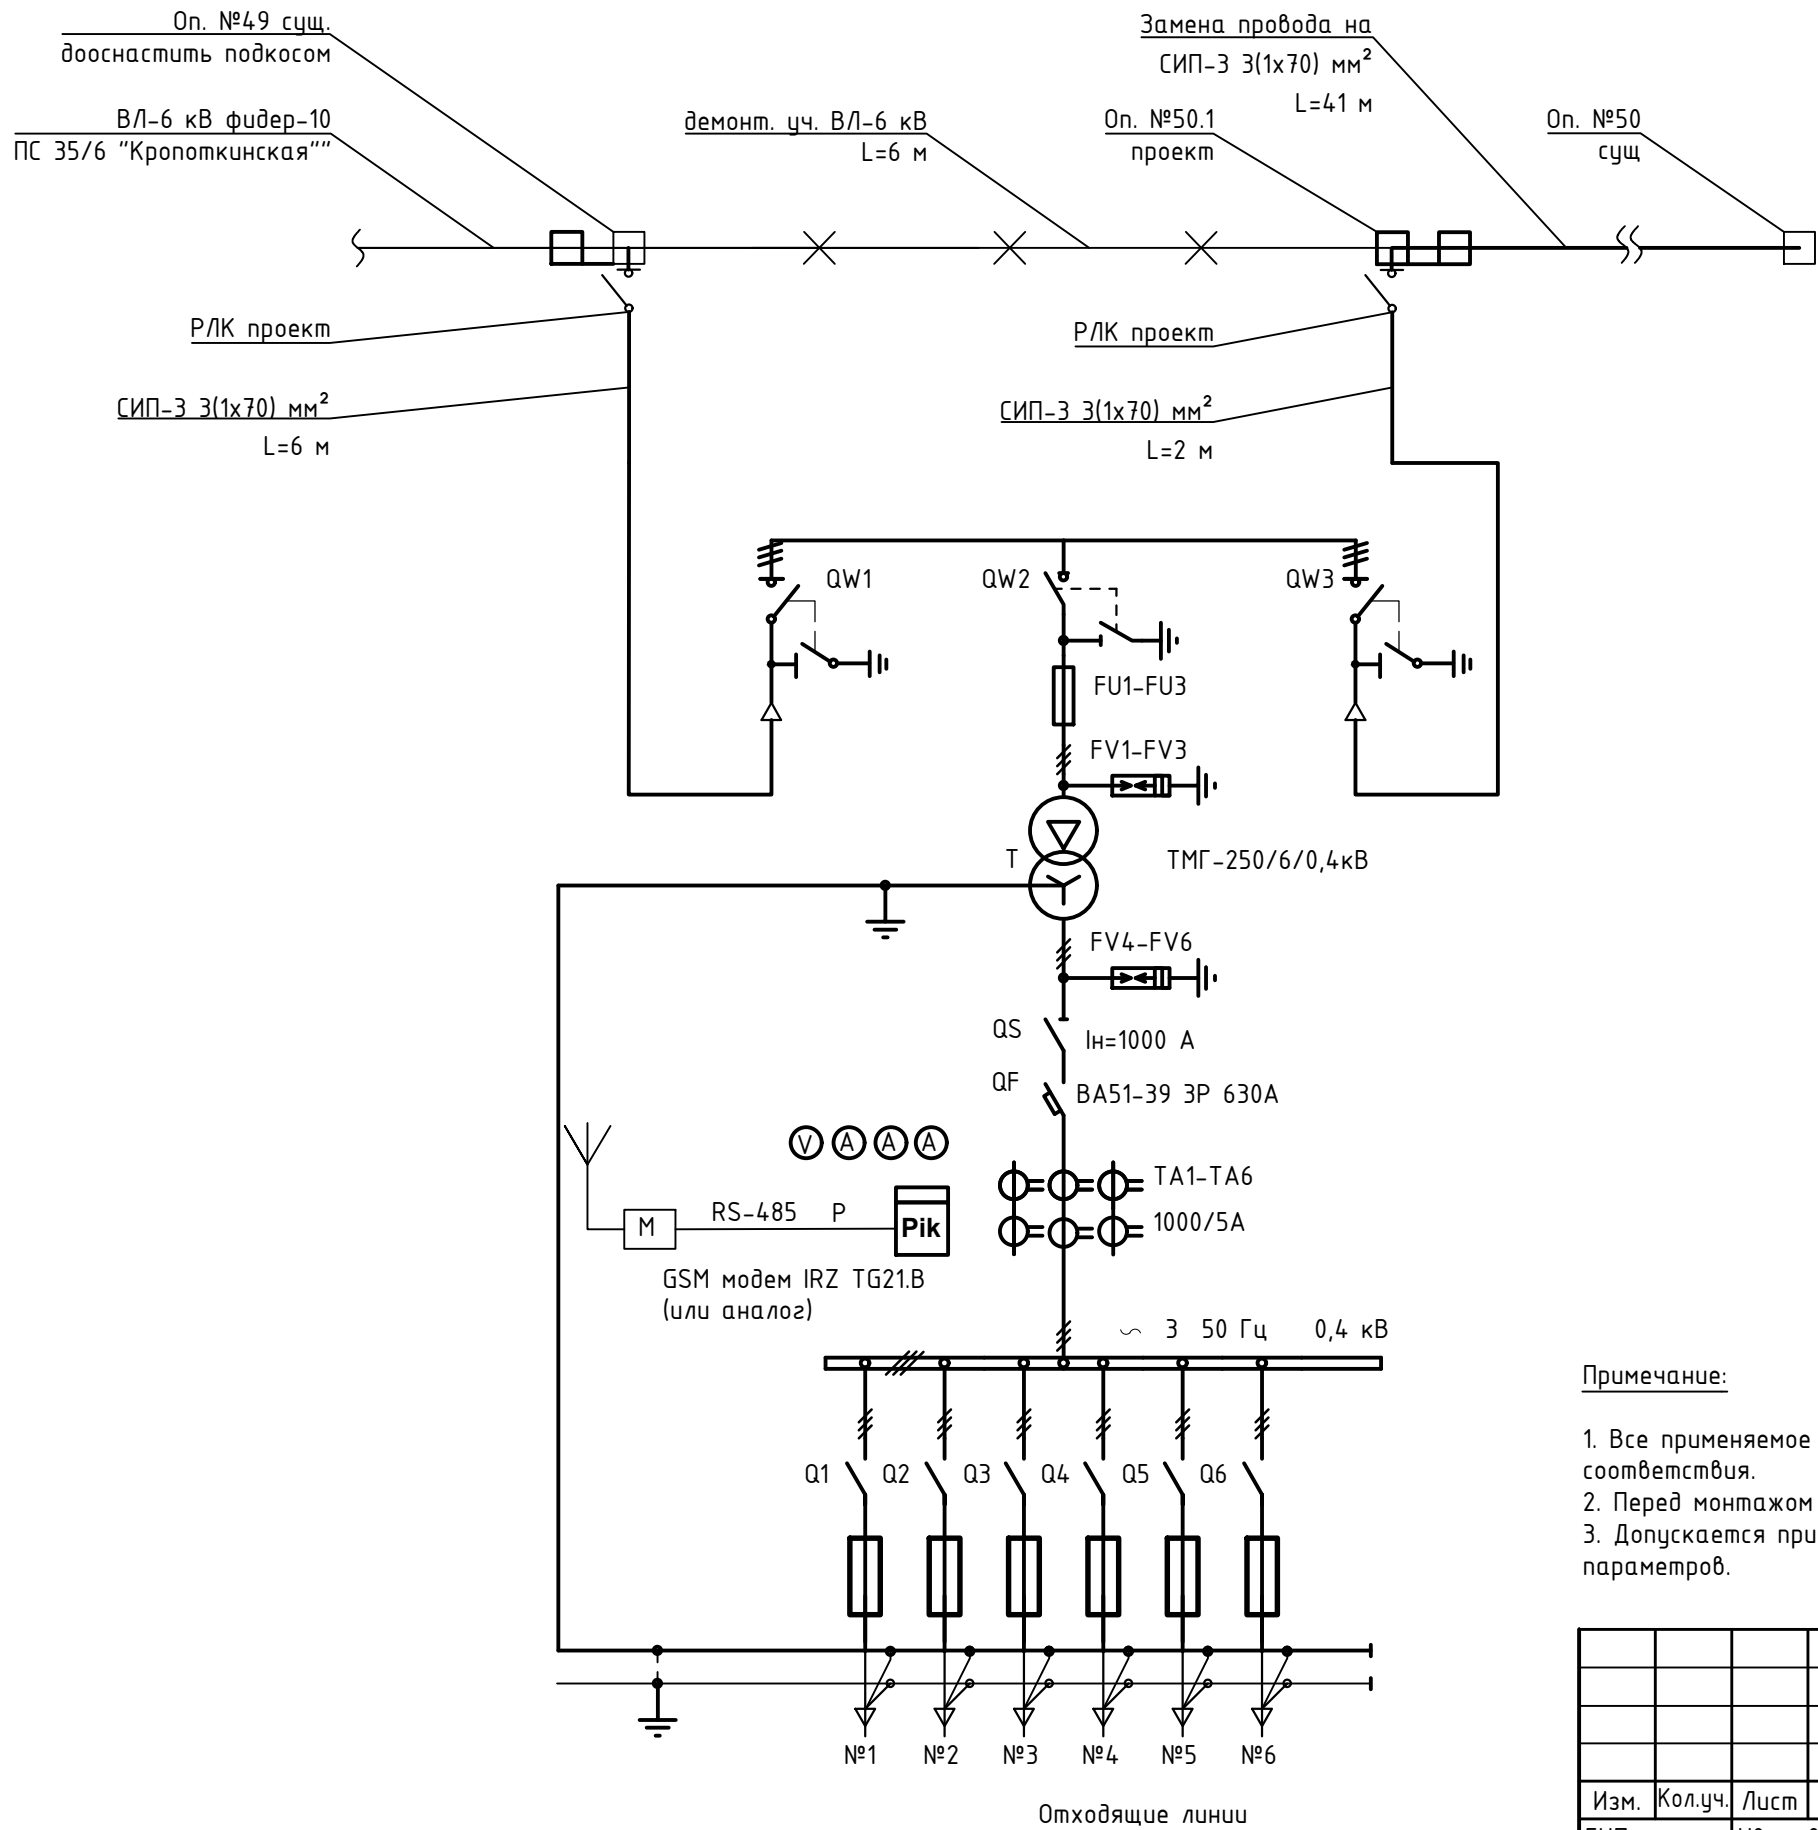 Оп. №49 сущ.
дооснастить подкосом
ВЛ-6 кВ фидер-10
ПС 35/6 "Кропоткинская""
демонт. уч. ВЛ-6 кВ
L=6 м
Замена провода на
СИП-3 3(1х70) мм²
L=41 м
Оп. №50.1
проект
Оп. №50
сущ
РЛК проект
СИП-3 3(1х70) мм²
L=6 м
РЛК проект
СИП-3 3(1х70) мм²
L=2 м
QW1
QW2
QW3
FU1-FU3
FV1-FV3
T
ТМГ-250/6/0,4кВ
FV4-FV6
QS
Iн=1000 А
QF
ВА51-39 3Р 630А
V A A A
TA1-TA6
1000/5А
M
RS-485 P
Pik
GSM модем IRZ TG21.B
(или аналог)
~ 3 50 Гц 0,4 кВ
Q1 Q2 Q3 Q4 Q5 Q6
№1 №2 №3 №4 №5 №6
Отходящие линии
Примечание:
1. Все применяемое
соответствия.
2. Перед монтажом
3. Допускается при
параметров.
Изм. Кол.уч. Лист